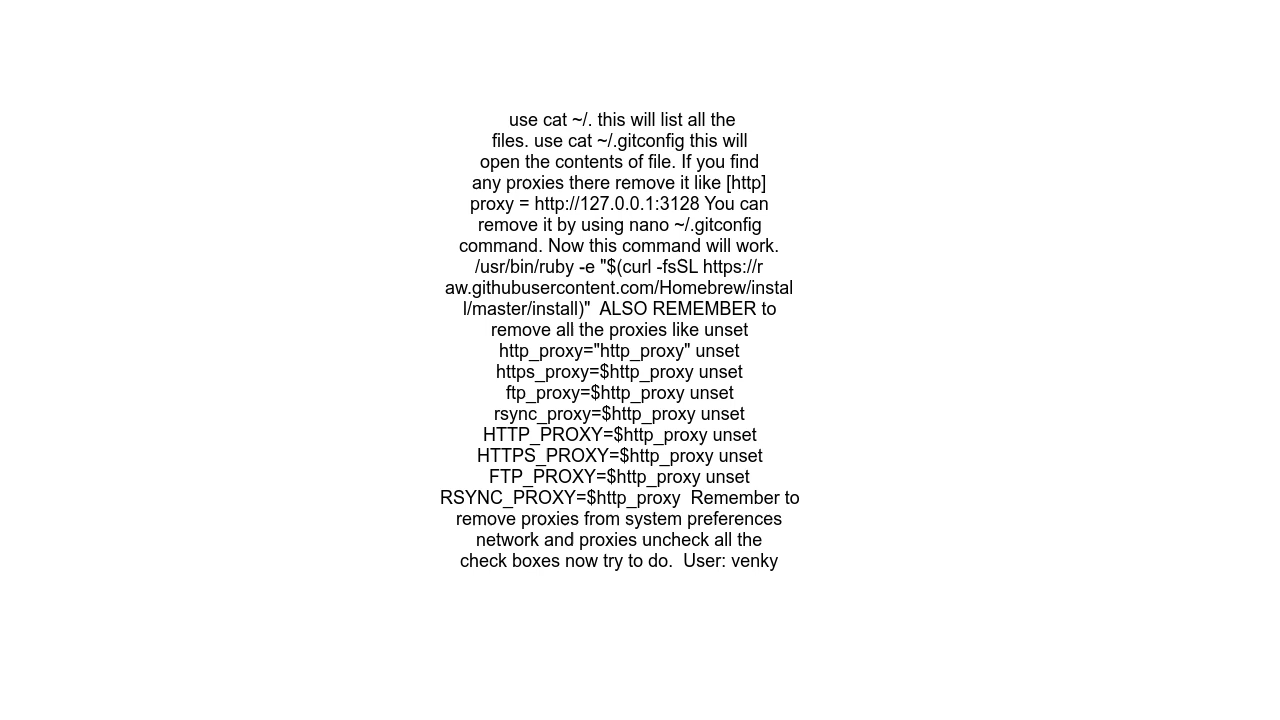 use cat ~/. this will list all the
files. use cat ~/.gitconfig this will
open the contents of file. If you find
any proxies there remove it like [http]
proxy = http://127.0.0.1:3128 You can
remove it by using nano ~/.gitconfig
command. Now this command will work.
/usr/bin/ruby -e "$(curl -fsSL https://r
aw.githubusercontent.com/Homebrew/instal
l/master/install)"  ALSO REMEMBER to
remove all the proxies like unset
http_proxy="http_proxy" unset
https_proxy=$http_proxy unset
ftp_proxy=$http_proxy unset
rsync_proxy=$http_proxy unset
HTTP_PROXY=$http_proxy unset
HTTPS_PROXY=$http_proxy unset
FTP_PROXY=$http_proxy unset
RSYNC_PROXY=$http_proxy  Remember to
remove proxies from system preferences
network and proxies uncheck all the
check boxes now try to do.  User: venky